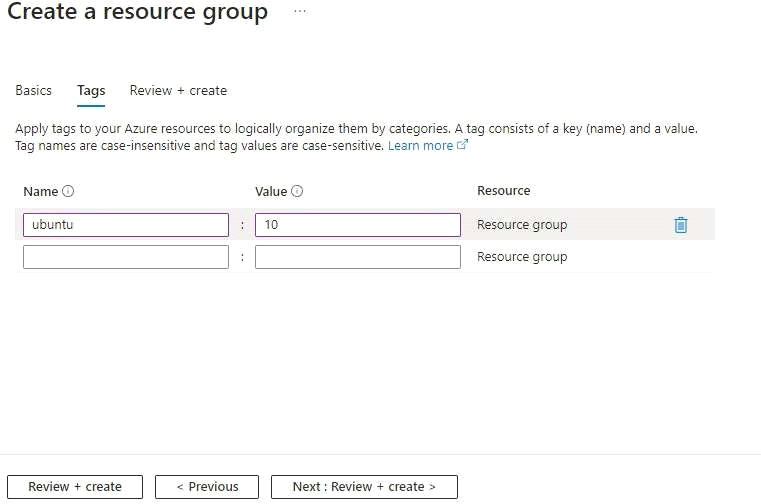 Create a resource group ...
Basics Tags Review + create
Apply tags to your Azure resources to logically organize them by categories. A tag consists of a key (name) and a value.
Tag names are case-insensitive and tag values are case-sensitive. Learn more
Name Value Resource
ubuntu : 10 Resource group
: Resource group
Review + create < Previous Next : Review + create >